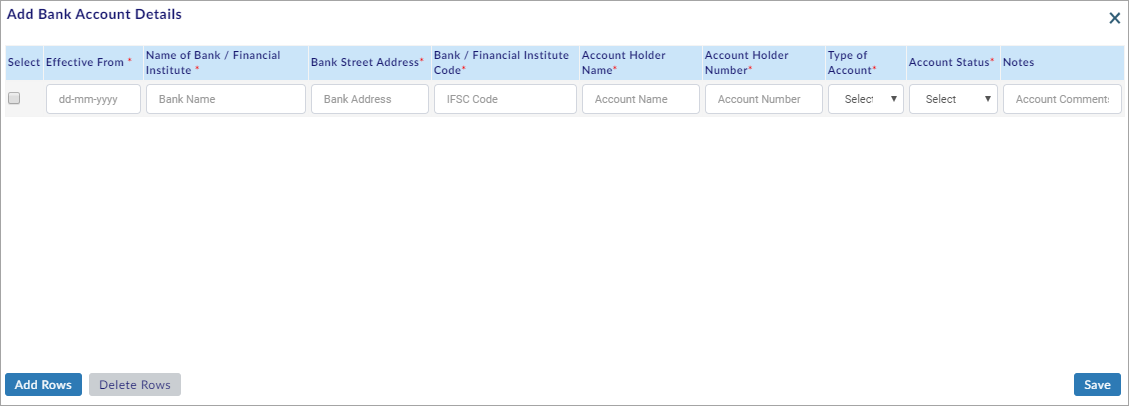 Add Bank Account Details
Select Effective From * Name of Bank / Financial Institute * Bank Street Address* Bank / Financial Institute Code* Account Holder Name* Account Holder Number* Type of Account* Account Status* Notes
dd-mm-yyyy Bank Name Bank Address IFSC Code Account Name Account Number Select Select Account Comments
Add Rows Delete Rows Save